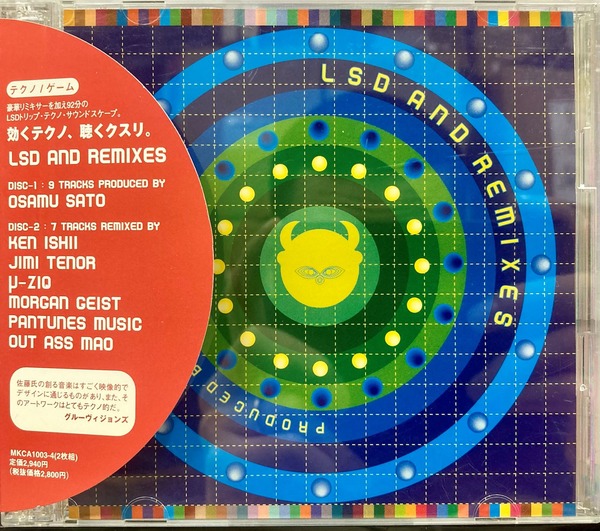 テクノ/ゲーム
豪華リミキサーを加え92分の
LSDトリップ・テクノ・サウンドスケープ。
効くテクノ、聴くクスリ。
LSD AND REMIXES
DISC-1 : 9 TRACKS PRODUCED BY
OSAMU SATO
DISC-2 : 7 TRACKS REMIXED BY
KEN ISHII
JIMI TENOR
μ-ZIQ
MORGAN GEIST
PANTUNES MUSIC
OUT ASS MAO
佐藤氏の創る音楽はすごく映像的で
デザインに通じるものがあり、また、そ
のアートワークはとてもテクノ的だ。
グルーヴィジョンズ
MKCA1003-4(2枚組)
定価2,940円
(税抜価格2,800円)
LSD AND REMIXES
PRODUCED